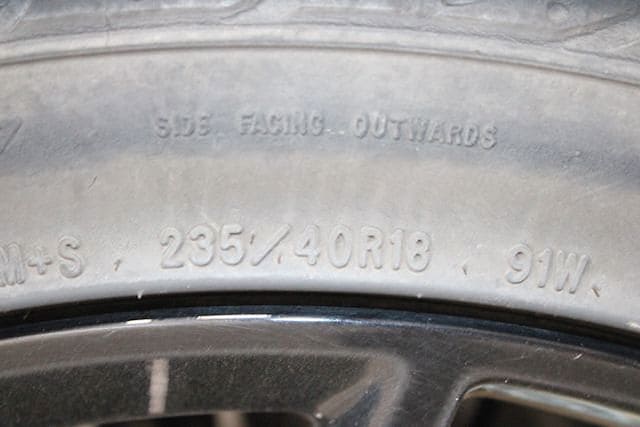 SIDE FACING OUTWARDS
M+S 235/40R18 91W